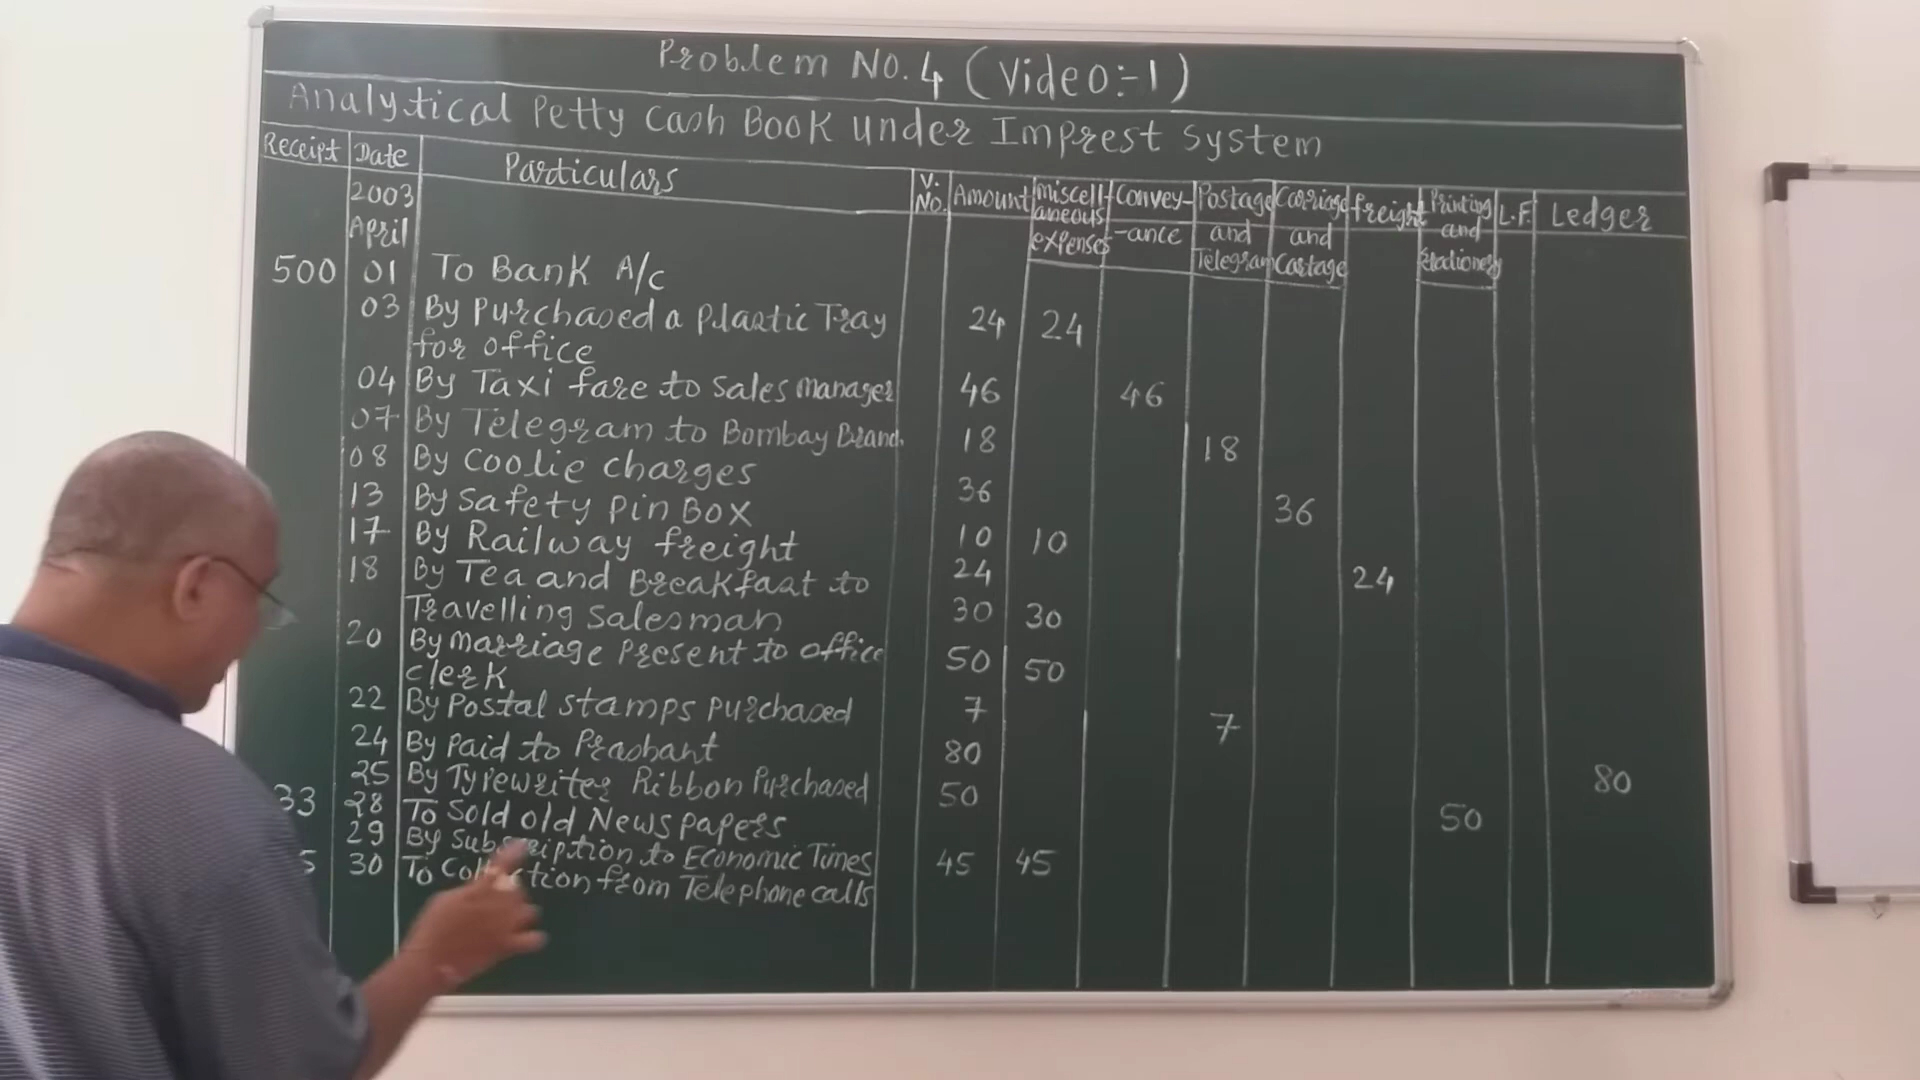 Problem No. 4 (Video:-1)
Analytical Petty Cash Book under Imprest System
Receipt Date Particulars V. No. Amount Miscell-aneous expenses Convey--ance Postage and Telegram Carriage and Cartage freight Printing and Stationery L.F. Ledger
2003
April
500 01 To Bank A/c
03 By Purchased a Plastic Tray
for office 24 24
04 By Taxi fare to Sales manager 46 46
07 By Telegram to Bombay 18 18
08 By Coolie charges 36 36
13 By Safety pin Box 10 10
17 By Railway freight 24 24
18 By Tea and Breakfast to
Travelling Salesman 30 30
20 By marriage Present to office
clerk 50 50
22 By Postal stamps purchased 7 7
24 By Paid to Prashant 80 80
25 By Typewriter Ribbon Purchased 50 50
33 28 To Sold old Newspapers
29 By to Economic Times 45 45
5 30 To from Telephone calls